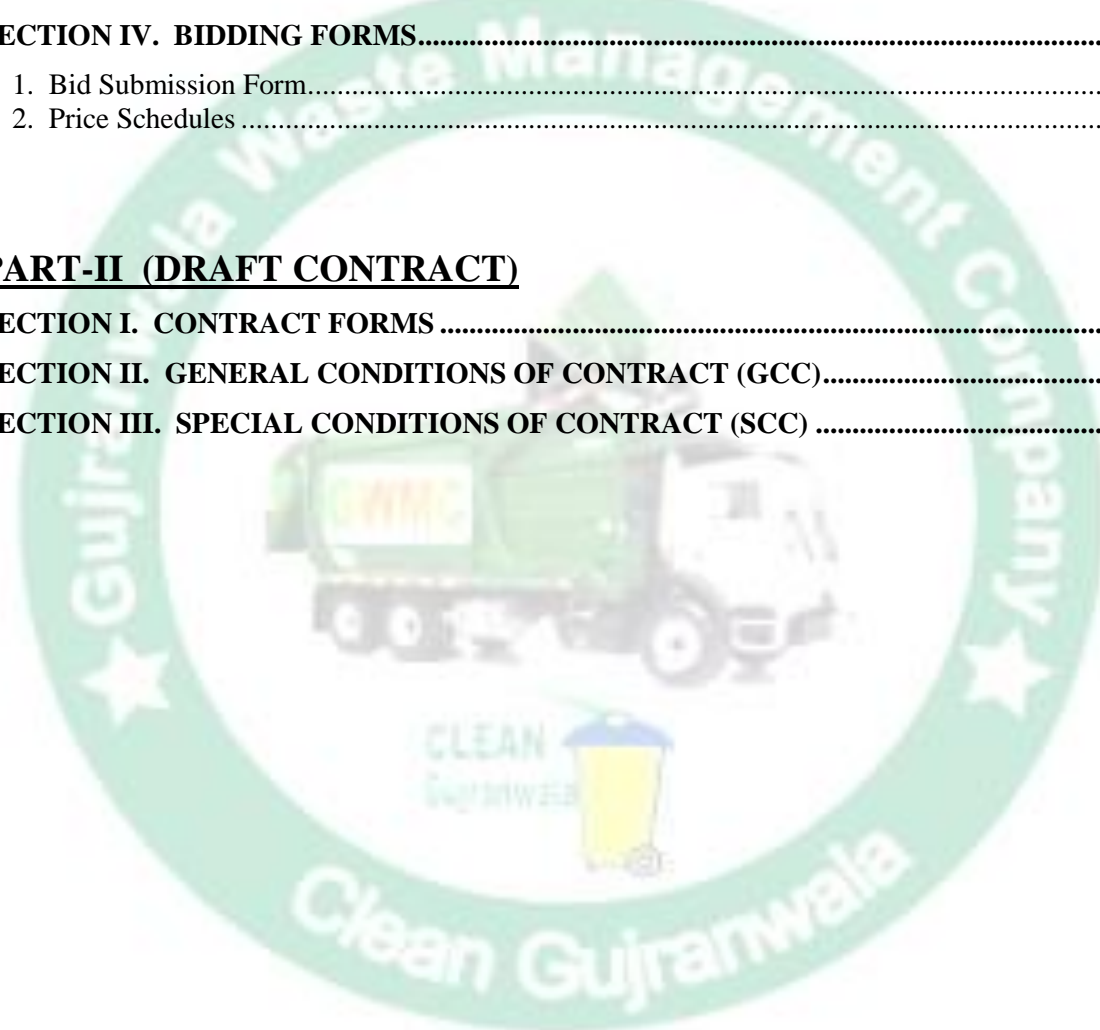 ECTION IV. BIDDING FORMS..........................................................................................
1. Bid Submission Form..........................................................................................................
2. Price Schedules ...................................................................................................................
PART-II (DRAFT CONTRACT)
ECTION I. CONTRACT FORMS ..........................................................................................
ECTION II. GENERAL CONDITIONS OF CONTRACT (GCC)......................................
ECTION III. SPECIAL CONDITIONS OF CONTRACT (SCC) .......................................
Gujranwala Waste Management Company
GWMC
CLEAN
Gujranwala
Clean Gujranwala